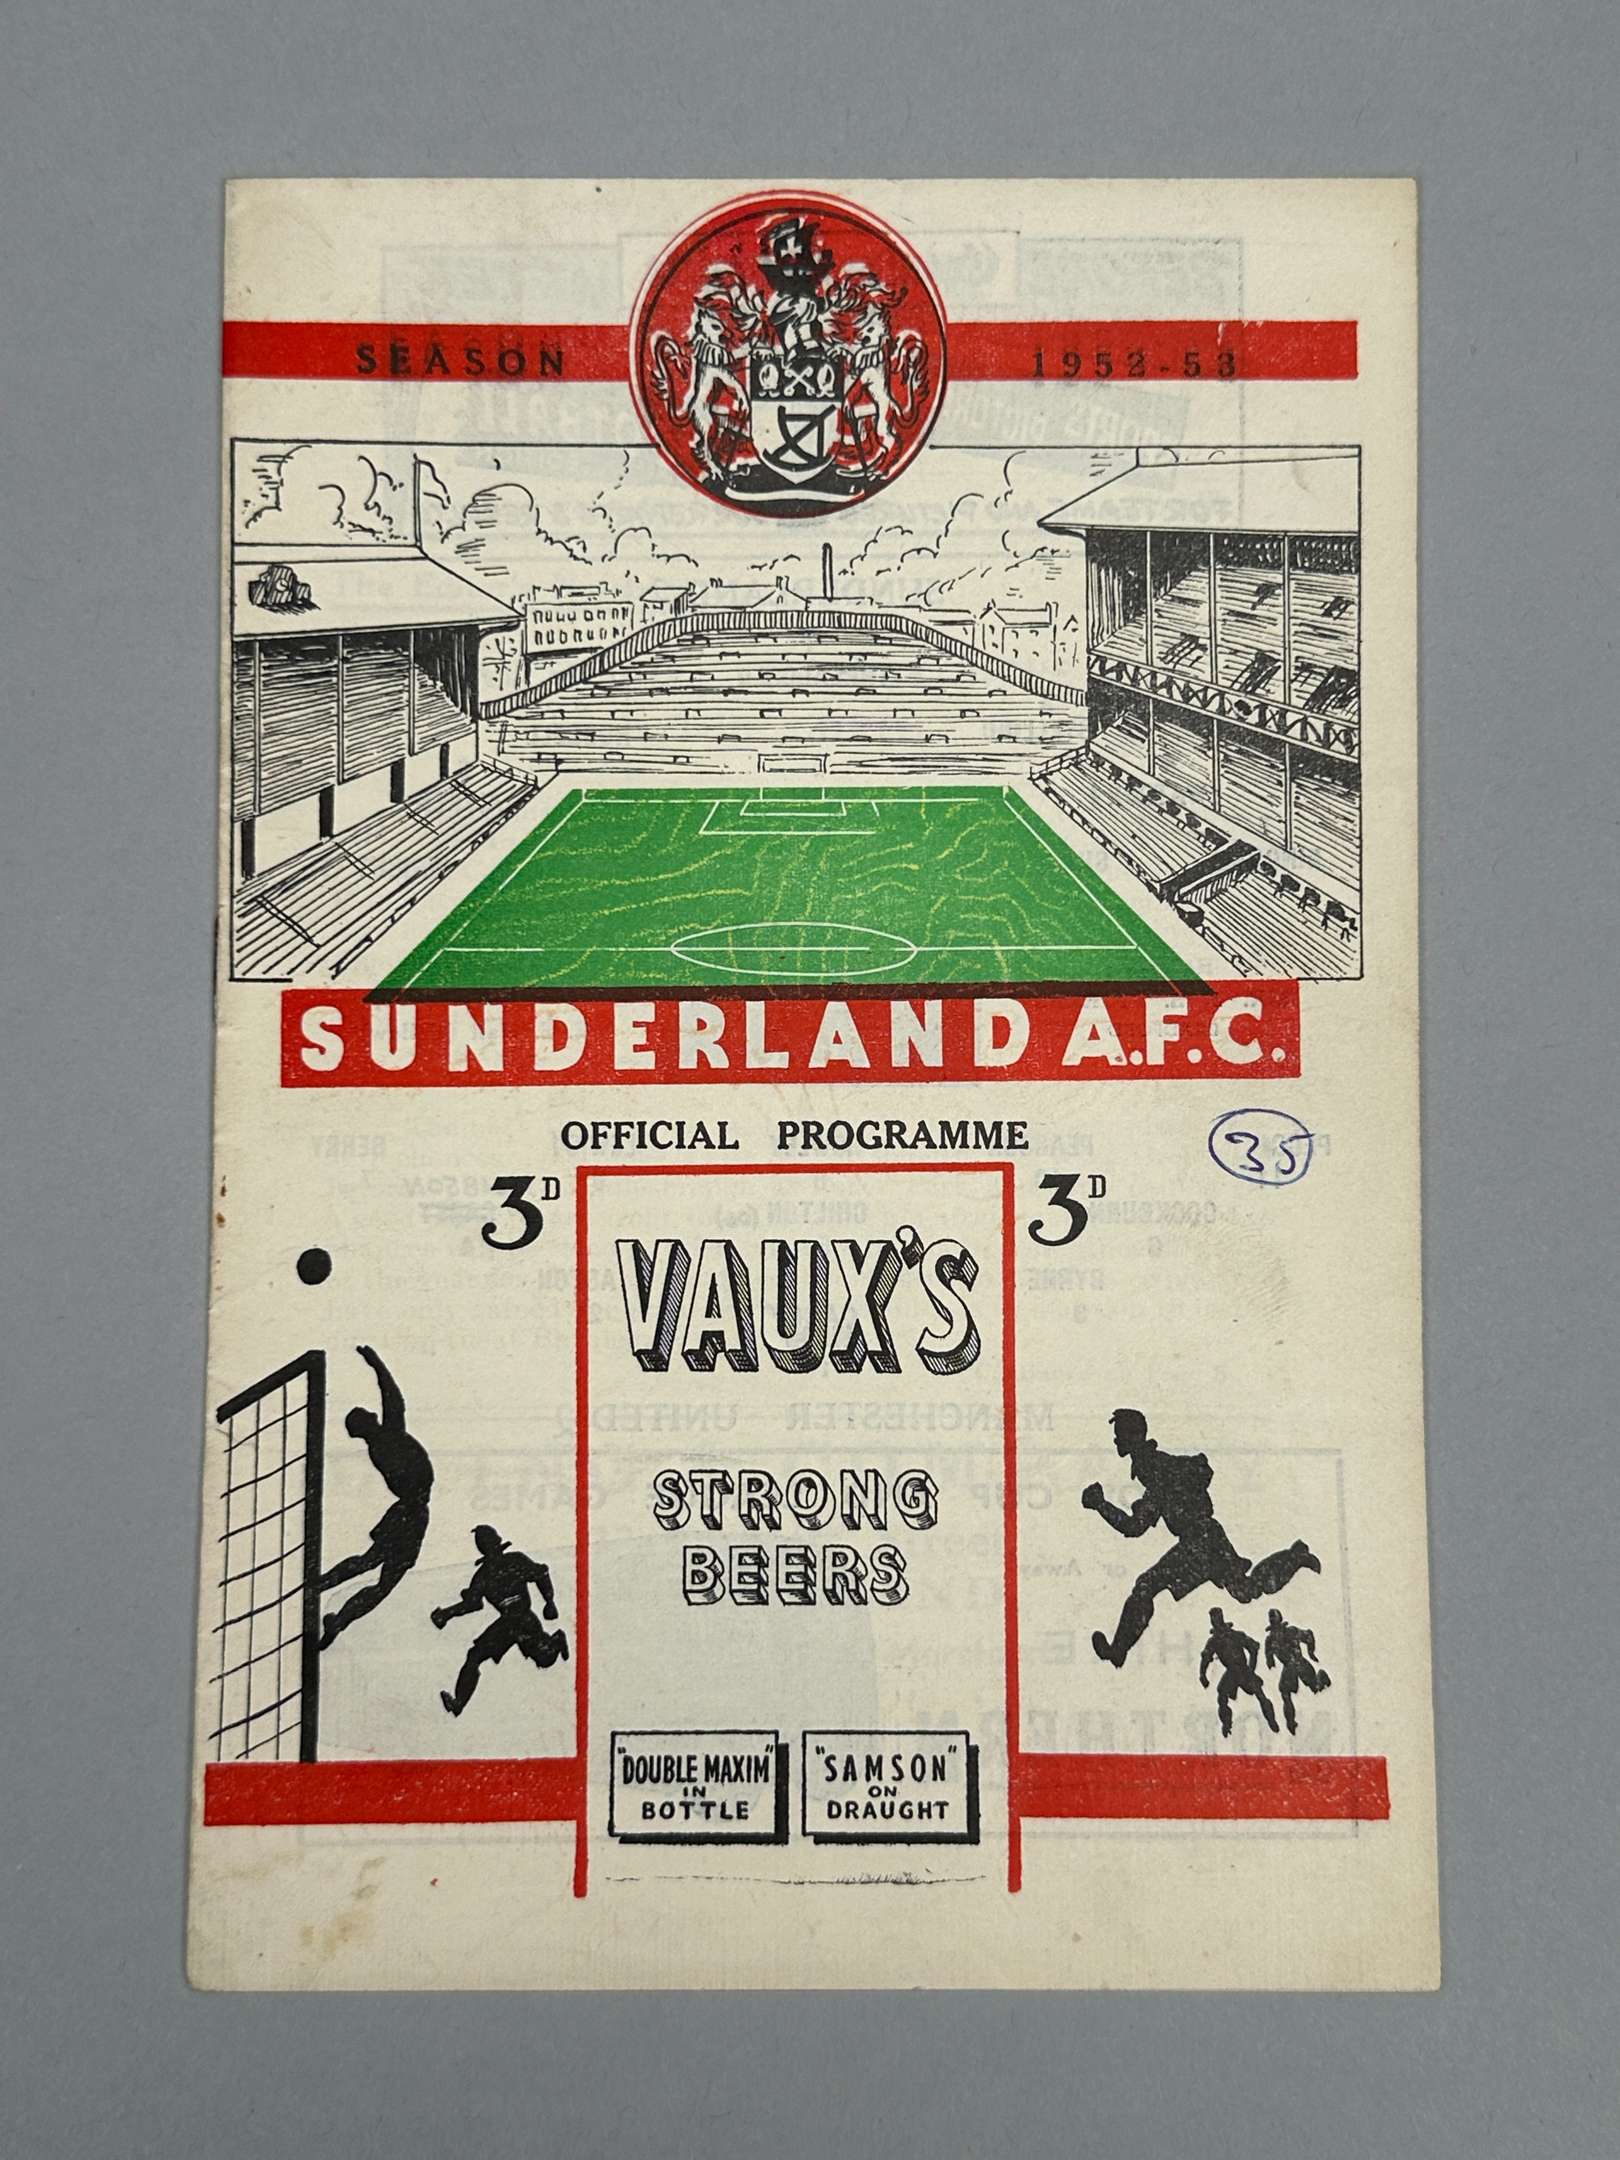 SEASON 1952-53
SUNDERLAND A.F.C.
OFFICIAL PROGRAMME
35
3D 3D
VAUX'S
STRONG
BEERS
"DOUBLE MAXIM"
IN
BOTTLE
"SAMSON"
ON
DRAUGHT